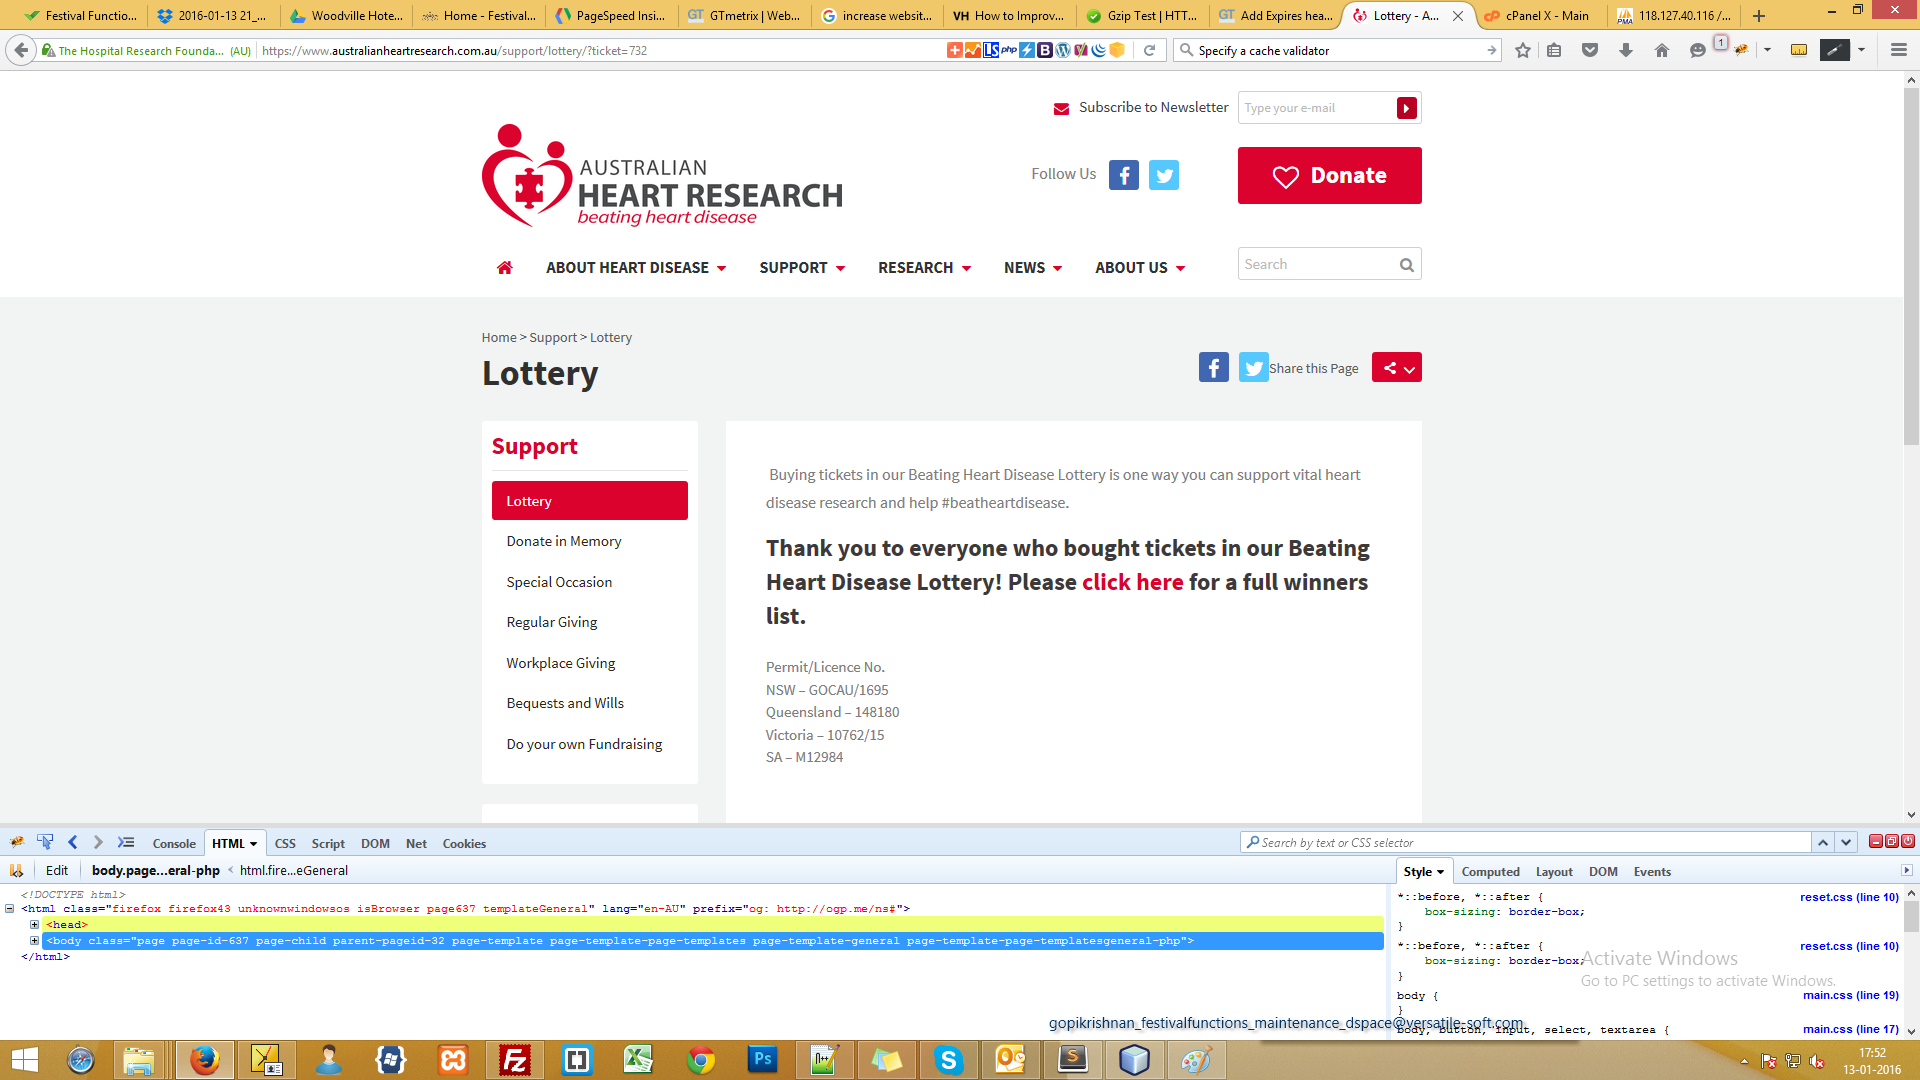 Festival Function...
2016-01-13 21_...
Woodville Hote...
Home - Festival...
PageSpeed Insi...
GTmetrix | Web...
increase websit...
VH How to Improv...
Gzip Test | HTT...
GT Add Expires hea...
Lottery - A...
cPanel X - Main
118.127.40.116 /...
The Hospital Research Founda... (AU)
https://www.australianheartresearch.com.au/support/lottery/?ticket=732
Specify a cache validator
1
Subscribe to Newsletter
Type your e-mail
AUSTRALIAN
HEART RESEARCH
beating heart disease
Follow Us
Donate
ABOUT HEART DISEASE
SUPPORT
RESEARCH
NEWS
ABOUT US
Search
Home > Support > Lottery
Lottery
Share this Page
Support
Lottery
Donate in Memory
Special Occasion
Regular Giving
Workplace Giving
Bequests and Wills
Do your own Fundraising
Buying tickets in our Beating Heart Disease Lottery is one way you can support vital heart
disease research and help #beatheartdisease.
Thank you to everyone who bought tickets in our Beating
Heart Disease Lottery! Please click here for a full winners
list.
Permit/Licence No.
NSW – GOCAU/1695
Queensland – 148180
Victoria – 10762/15
SA – M12984
Console
HTML
CSS
Script
DOM
Net
Cookies
Search by text or CSS selector
Edit
body.page...eral-php < html.fire...eGeneral
Style
Computed
Layout
DOM
Events
<!DOCTYPE html>
<html class="firefox firefox43 unknownwindowsos isBrowser page637 templateGeneral" lang="en-AU" prefix="og: http://ogp.me/ns#">
<head>
<body class="page page-id-637 page-child parent-pageid-32 page-template page-template-page-templates page-template-general page-template-page-templatesgeneral-php">
</html>
*::before, *::after {
reset.css (line 10)
box-sizing: border-box;
}
*::before, *::after {
reset.css (line 10)
box-sizing: border-box;
}
body {
main.css (line 19)
}
body, button, input, select, textarea {
main.css (line 17)
Activate Windows
Go to PC settings to activate Windows.
gopikrishnan_festivalfunctions_maintenance_dspace@versatile-soft.com
17:52
13-01-2016